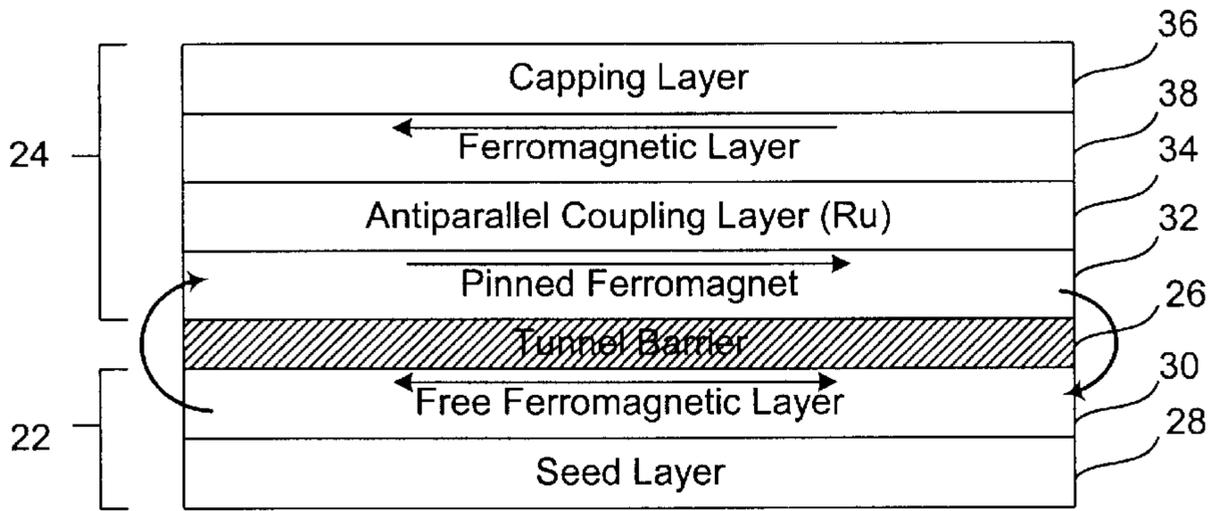 36
Capping Layer
38
Ferromagnetic Layer
24
34
Antiparallel Coupling Layer (Ru)
32
Pinned Ferromagnet
26
Tunnel Barrier
30
Free Ferromagnetic Layer
22
28
Seed Layer